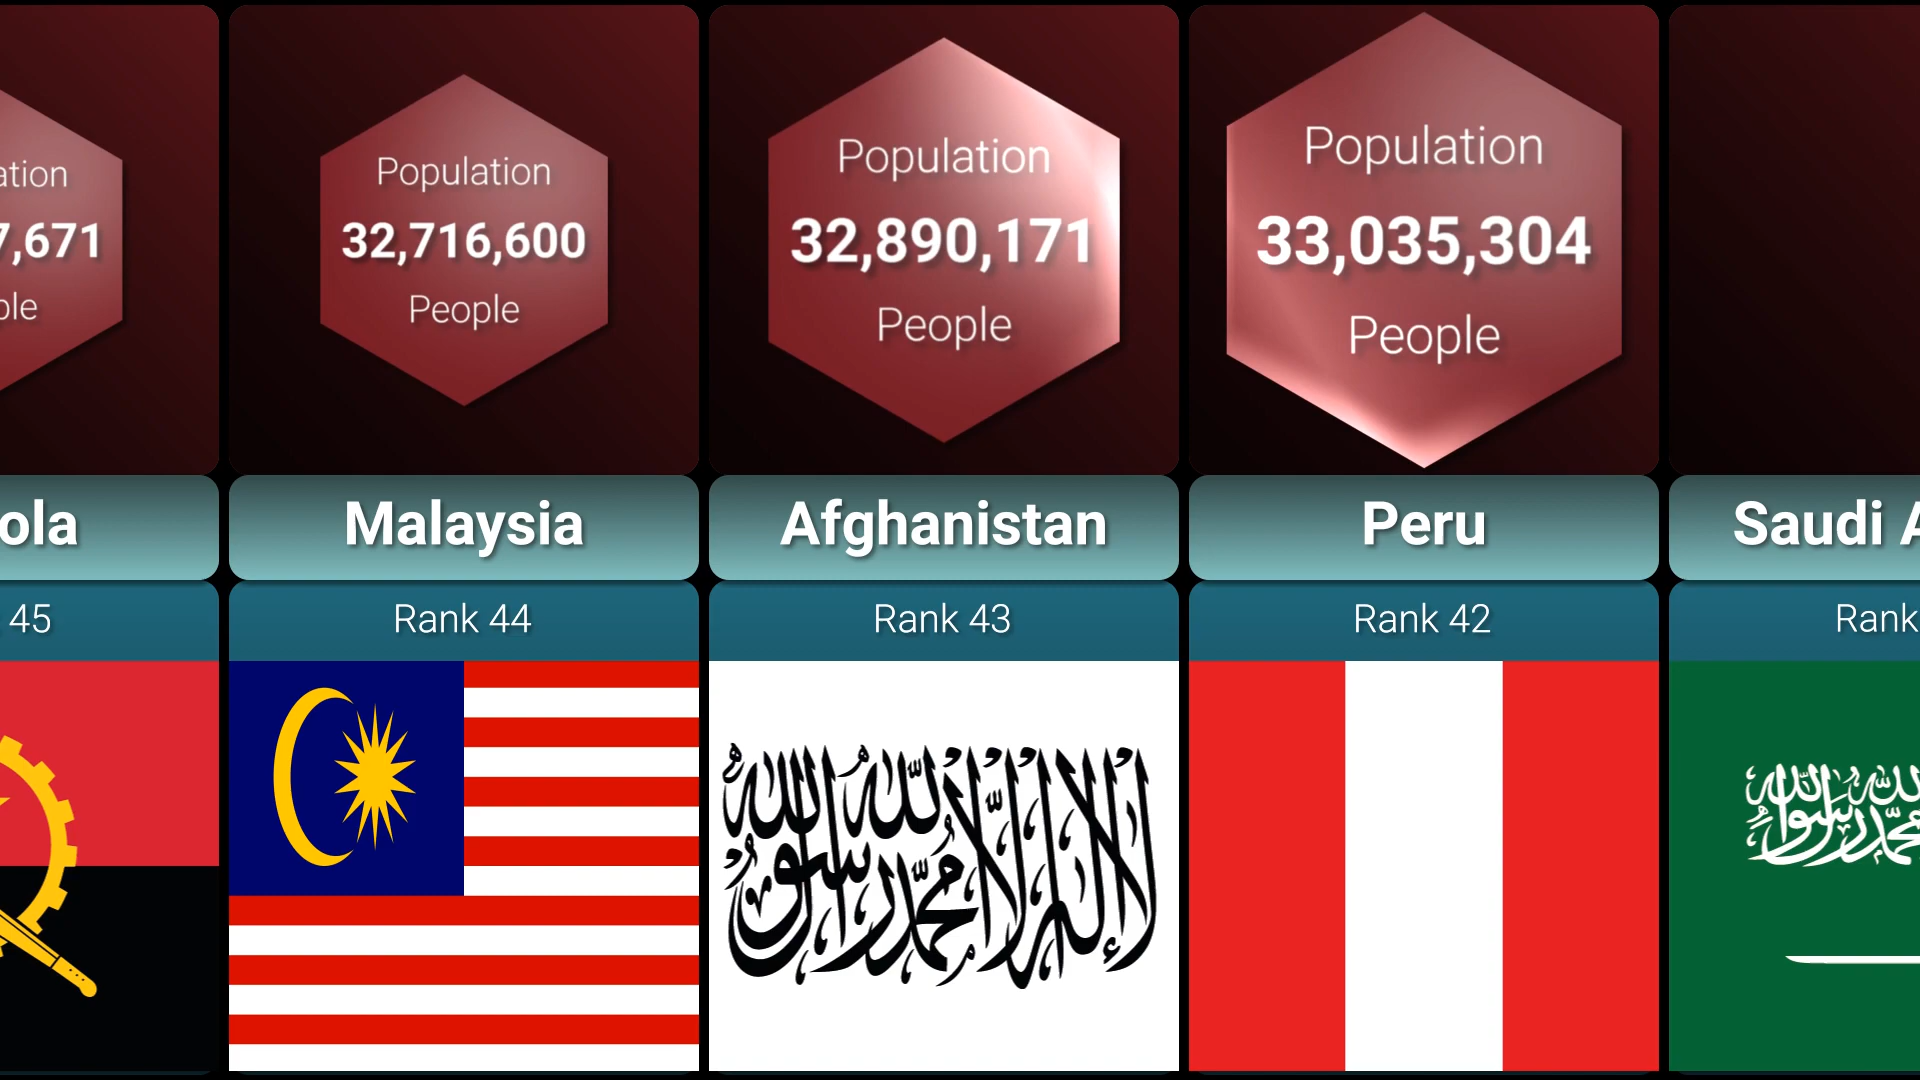 ation
7,671
ple
ola
45
Population
32,716,600
People
Malaysia
Rank 44
Population
32,890,171
People
Afghanistan
Rank 43
لا إله إلا الله محمد رسول الله
Population
33,035,304
People
Peru
Rank 42
Saudi A
Rank